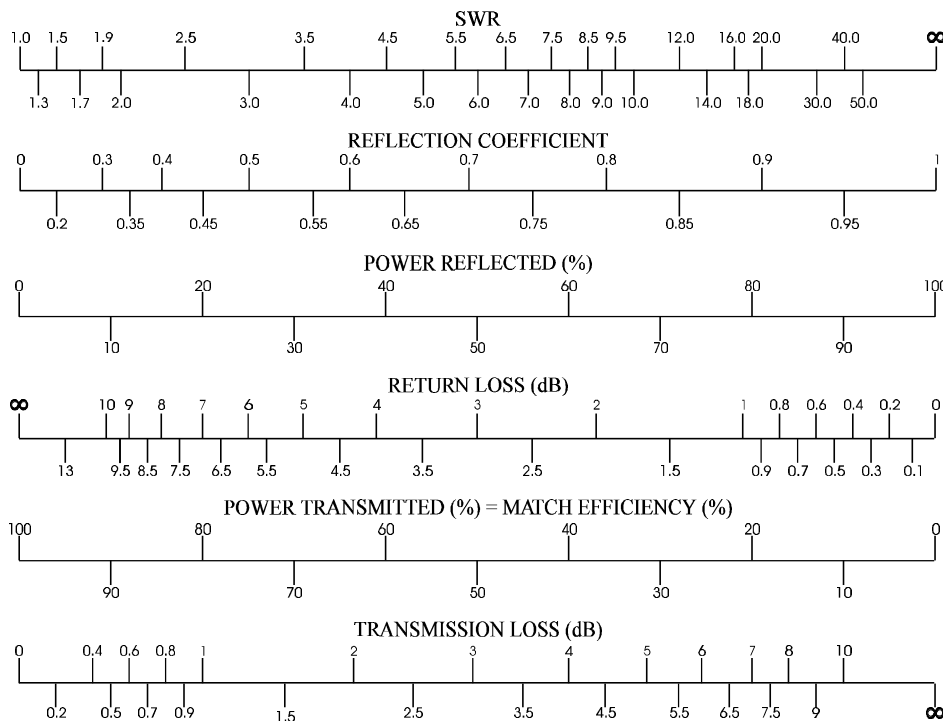 SWR
1.0 1.5 1.9 2.5 3.5 4.5 5.5 6.5 7.5 8.5 9.5 12.0 16.0 20.0 40.0 ∞
1.3 1.7 2.0 3.0 4.0 5.0 6.0 7.0 8.0 9.0 10.0 14.0 18.0 30.0 50.0
REFLECTION COEFFICIENT
0 0.3 0.4 0.5 0.6 0.7 0.8 0.9 1
0.2 0.35 0.45 0.55 0.65 0.75 0.85 0.95
POWER REFLECTED (%)
0 20 40 60 80 100
10 30 50 70 90
RETURN LOSS (dB)
∞ 10 9 8 7 6 5 4 3 2 1 0.8 0.6 0.4 0.2 0
13 9.5 8.5 7.5 6.5 5.5 4.5 3.5 2.5 1.5 0.9 0.7 0.5 0.3 0.1
POWER TRANSMITTED (%) = MATCH EFFICIENCY (%)
100 80 60 40 20 0
90 70 50 30 10
TRANSMISSION LOSS (dB)
0 0.4 0.6 0.8 1 2 3 4 5 6 7 8 10
0.2 0.5 0.7 0.9 1.5 2.5 3.5 4.5 5.5 6.5 7.5 9 ∞